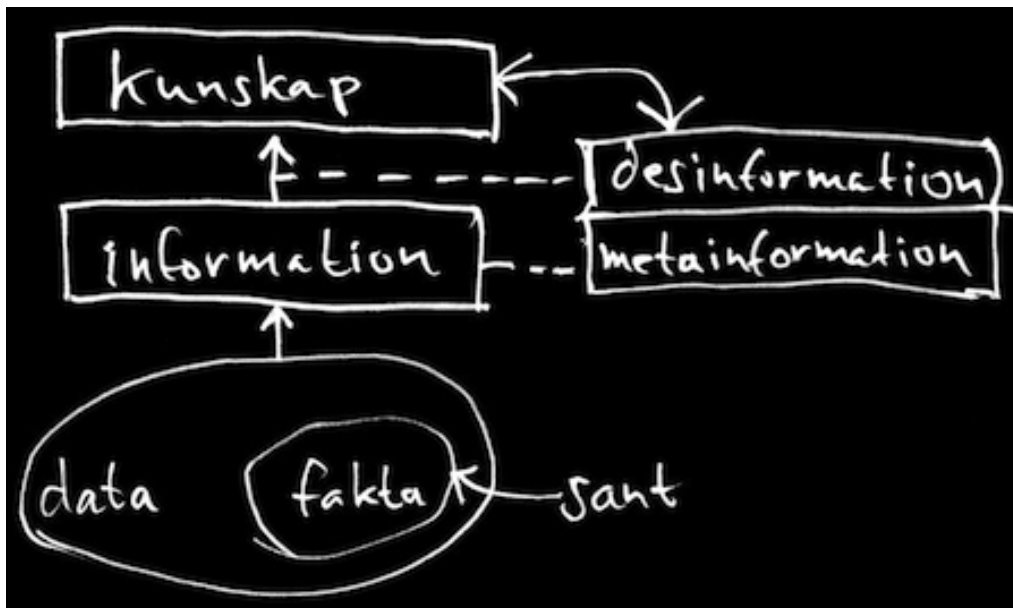 kunskap
desinformation
information
metainformation
data
fakta
sant